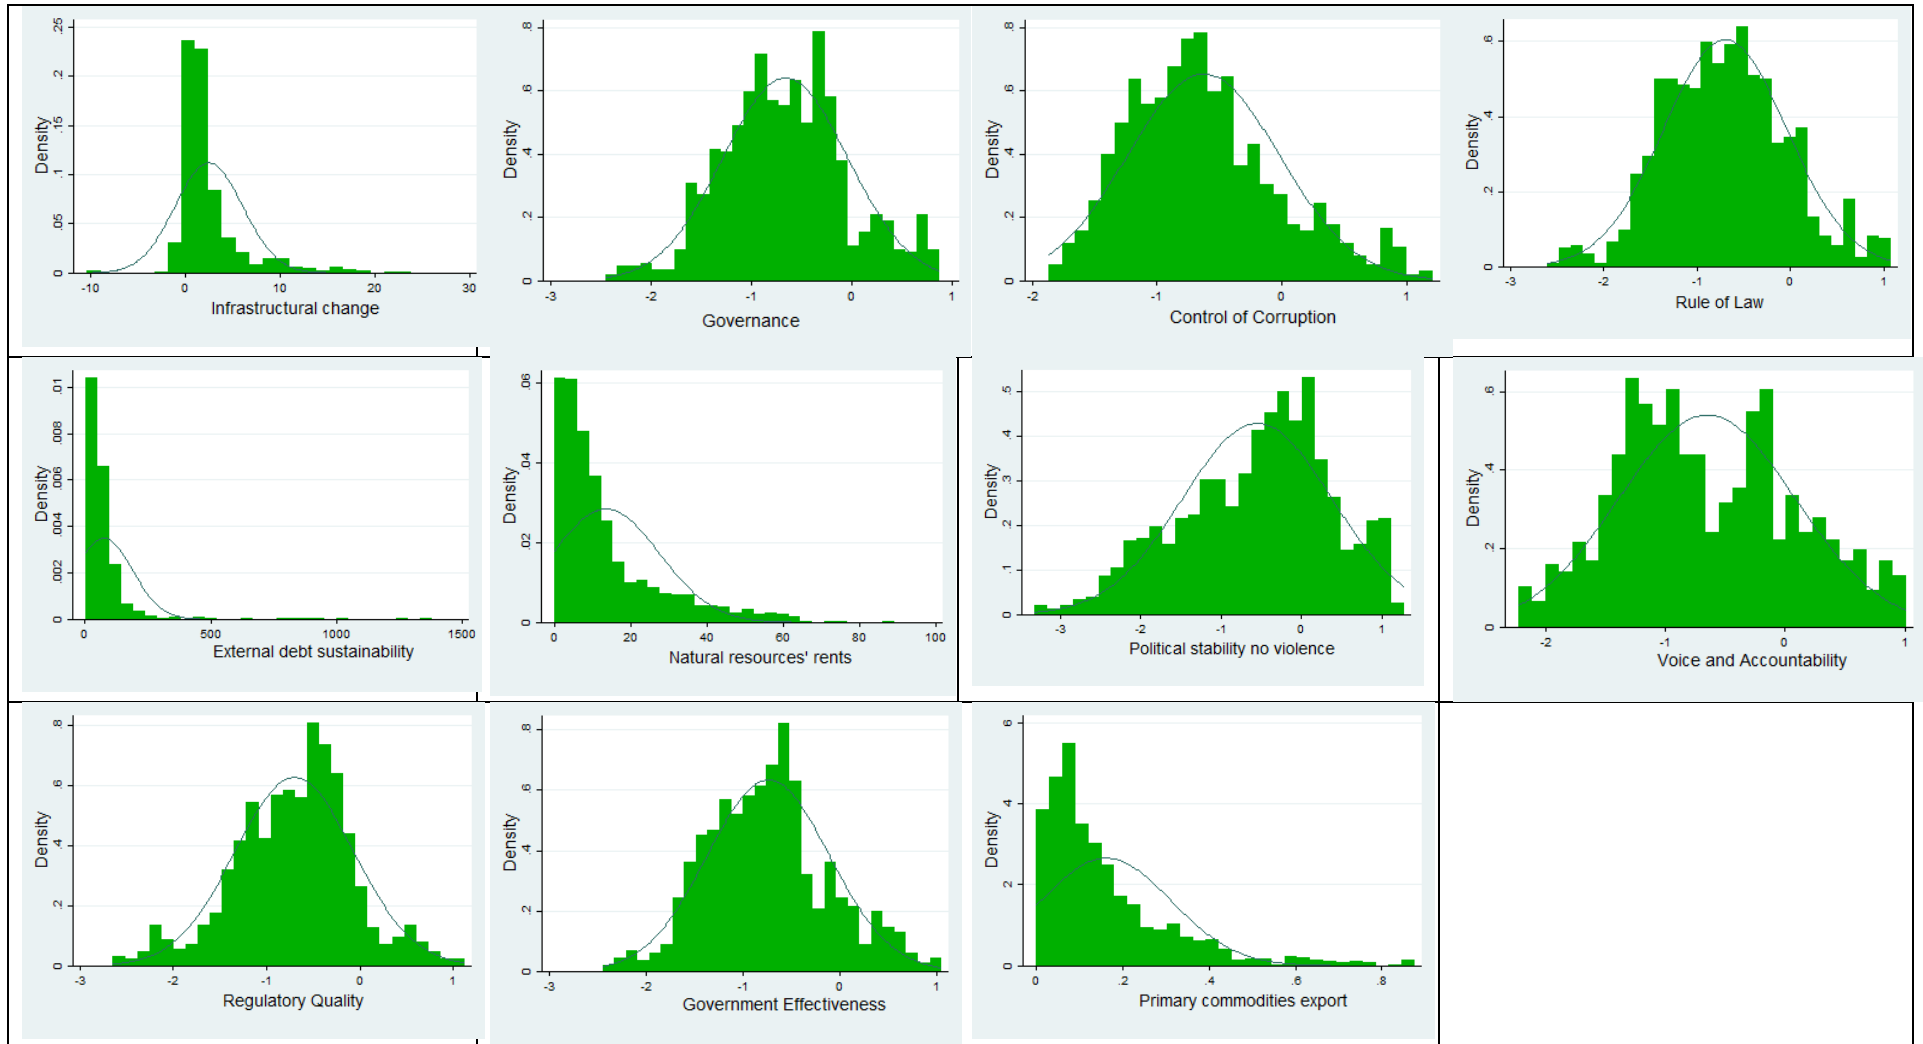 Density
0 .05 .1 .15 .2 .25
-10 0 10 20 30
Infrastructural change
Density
0 .2 .4 .6 .8
-3 -2 -1 0 1
Governance
Density
0 .2 .4 .6 .8
-2 -1 0 1
Control of Corruption
Density
0 .2 .4 .6
-3 -2 -1 0 1
Rule of Law
Density
0 .002 .004 .006 .008 .01
0 500 1000 1500
External debt sustainability
Density
0 .02 .04 .06
0 20 40 60 80 100
Natural resources' rents
Density
0 .1 .2 .3 .4 .5
-3 -2 -1 0 1
Political stability no violence
Density
0 .2 .4 .6
-2 -1 0 1
Voice and Accountability
Density
0 .2 .4 .6 .8
-3 -2 -1 0 1
Regulatory Quality
Density
0 .2 .4 .6 .8
-3 -2 -1 0 1
Government Effectiveness
Density
0 2 4 6
0 .2 .4 .6 .8
Primary commodities export